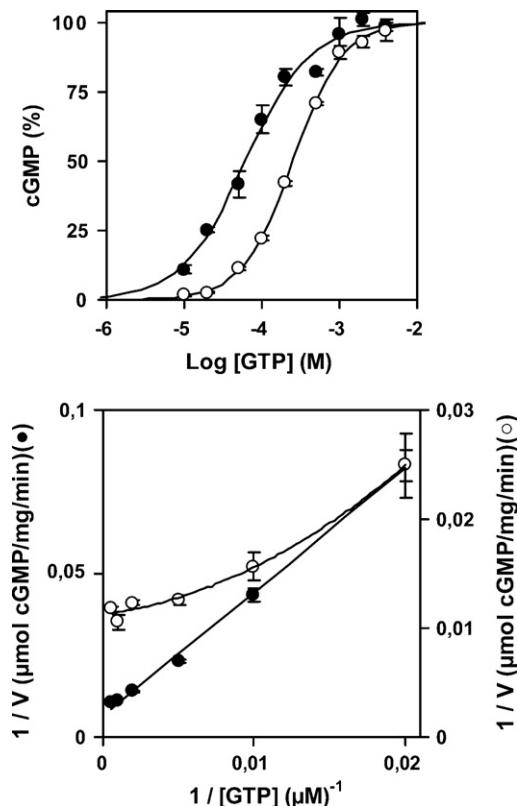 100
75
50
25
0
cGMP (%)
-6 -5 -4 -3 -2
Log [GTP] (M)
0,1
0,05
0
1 / V (μmol cGMP/mg/min)(●)
0,03
0,02
0,01
0
1 / V (μmol cGMP/mg/min)(○)
0 0,01 0,02
1 / [GTP] (μM)⁻¹